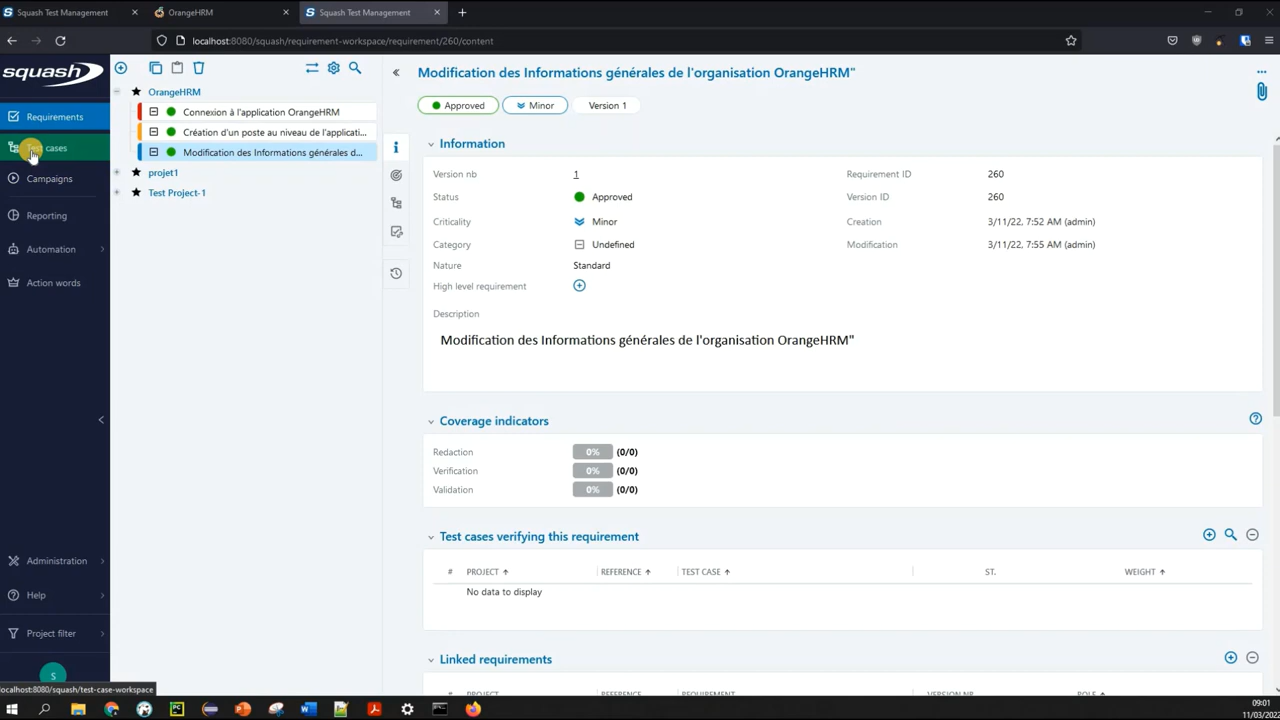 Squash Test Management
OrangeHRM
Squash Test Management
localhost:8080/squash/requirement-workspace/requirement/260/content
squash
Requirements
Test cases
Campaigns
Reporting
Automation
Action words
Administration
Help
Project filter
S
localhost:8080/squash/test-case-workspace
OrangeHRM
Connexion à l'application OrangeHRM
Création d'un poste au niveau de l'applicati...
Modification des Informations générales d...
projet1
Test Project-1
Modification des Informations générales de l'organisation OrangeHRM"
Approved
Minor
Version 1
Information
Version nb 1 Requirement ID 260
Status Approved Version ID 260
Criticality Minor Creation 3/11/22, 7:52 AM (admin)
Category Undefined Modification 3/11/22, 7:55 AM (admin)
Nature Standard
High level requirement
Description
Modification des Informations générales de l'organisation OrangeHRM"
Coverage indicators
Redaction 0% (0/0)
Verification 0% (0/0)
Validation 0% (0/0)
Test cases verifying this requirement
# PROJECT REFERENCE TEST CASE ST. WEIGHT
No data to display
Linked requirements
# PROJECT REFERENCE REQUIREMENT VERSION NB ROLE
09:01
11/03/2022